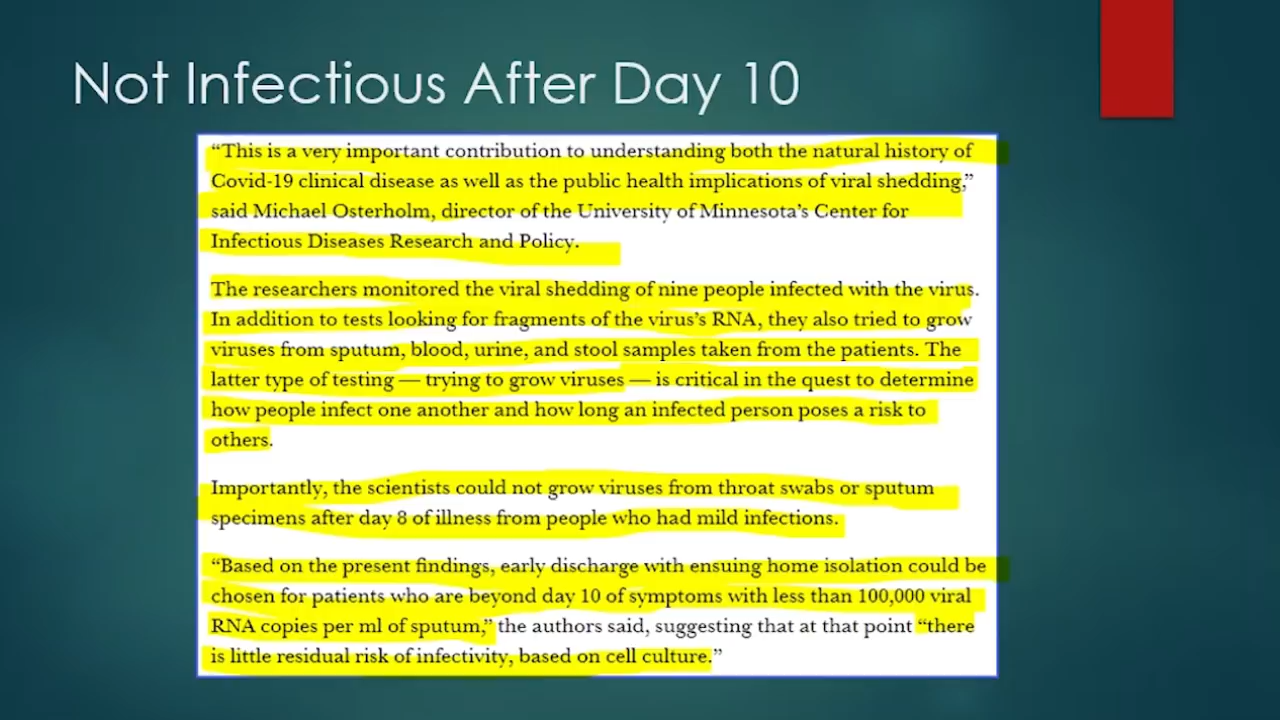 Not Infectious After Day 10
“This is a very important contribution to understanding both the natural history of
Covid-19 clinical disease as well as the public health implications of viral shedding,”
said Michael Osterholm, director of the University of Minnesota’s Center for
Infectious Diseases Research and Policy.
The researchers monitored the viral shedding of nine people infected with the virus.
In addition to tests looking for fragments of the virus’s RNA, they also tried to grow
viruses from sputum, blood, urine, and stool samples taken from the patients. The
latter type of testing — trying to grow viruses — is critical in the quest to determine
how people infect one another and how long an infected person poses a risk to
others.
Importantly, the scientists could not grow viruses from throat swabs or sputum
specimens after day 8 of illness from people who had mild infections.
“Based on the present findings, early discharge with ensuing home isolation could be
chosen for patients who are beyond day 10 of symptoms with less than 100,000 viral
RNA copies per ml of sputum,” the authors said, suggesting that at that point “there
is little residual risk of infectivity, based on cell culture.”